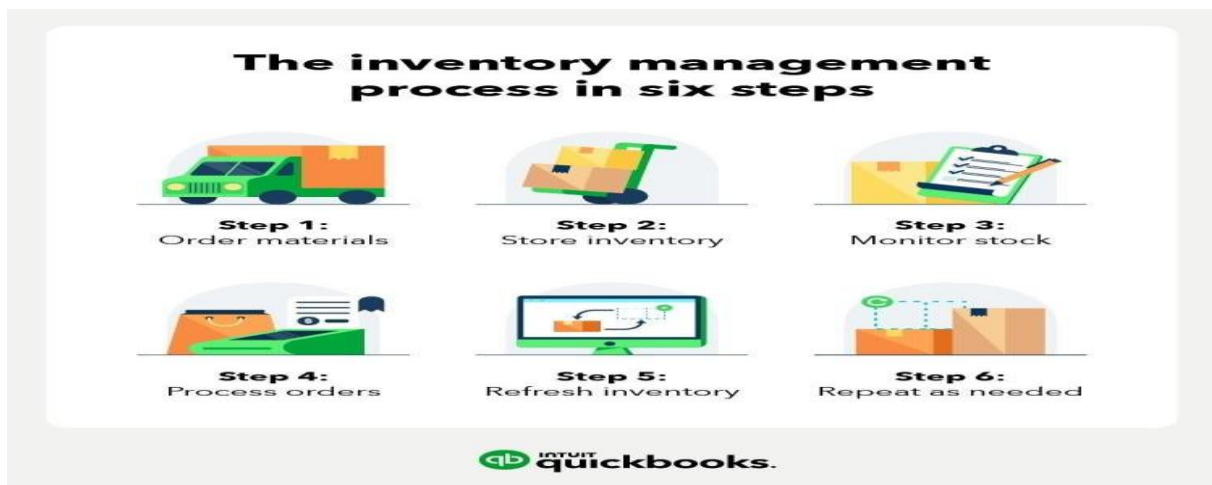 The inventory management
process in six steps
Step 1:
Order materials
Step 2:
Store inventory
Step 3:
Monitor stock
Step 4:
Process orders
Step 5:
Refresh inventory
Step 6:
Repeat as needed
qb INTUIT
quickbooks.